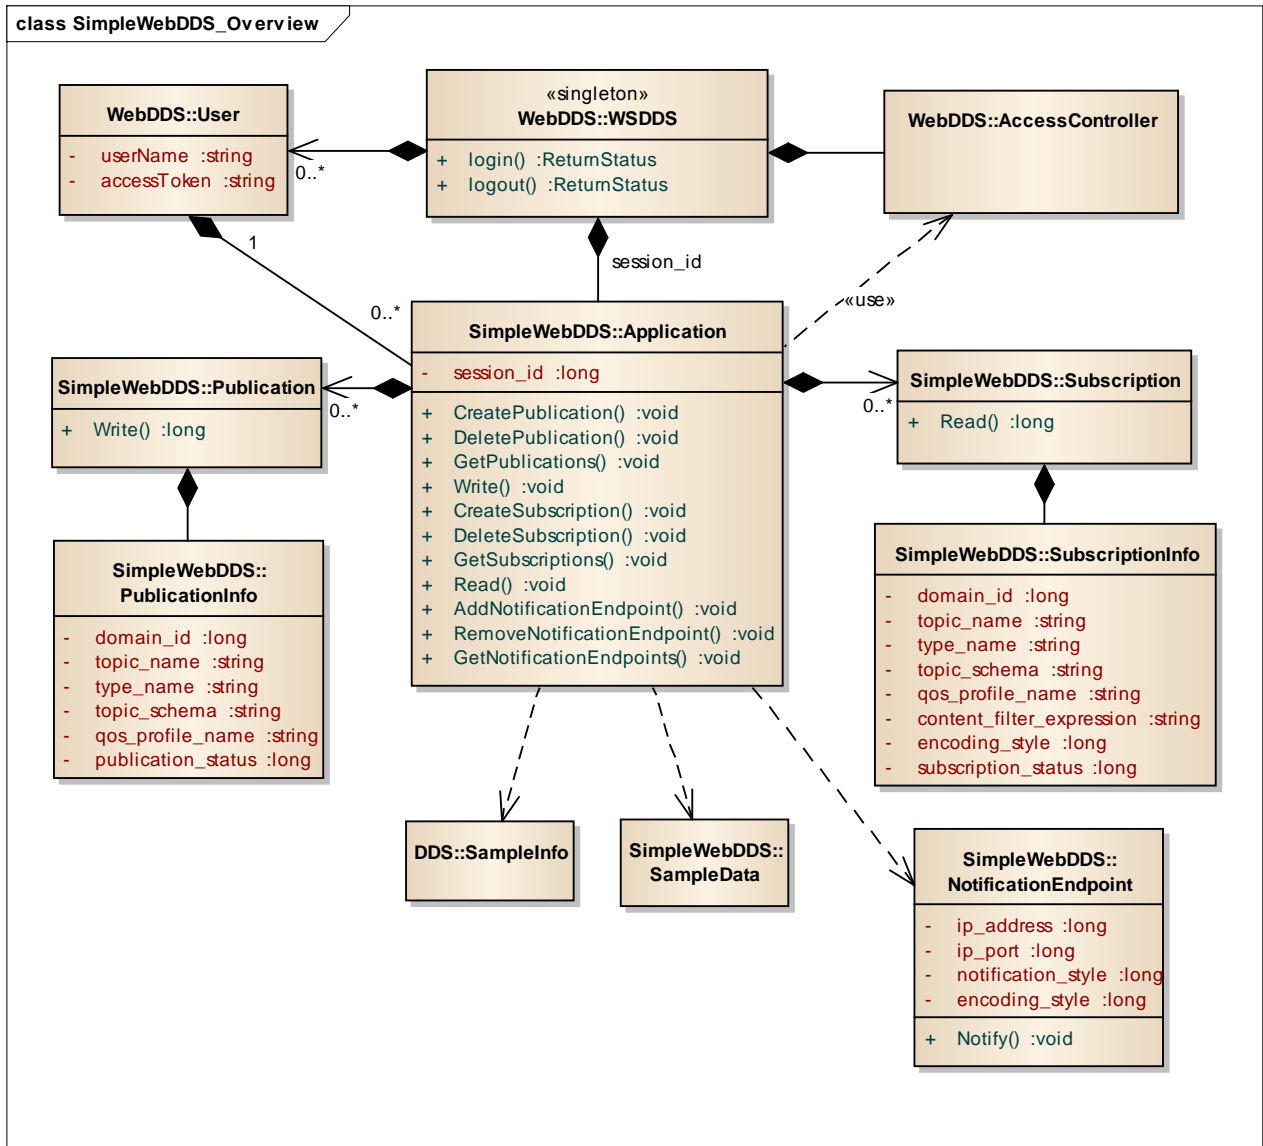 class SimpleWebDDS_Overview
WebDDS::User
- userName :string
- accessToken :string
«singleton»
WebDDS::WSDDS
+ login() :ReturnStatus
+ logout() :ReturnStatus
WebDDS::AccessController
0..*
1
session_id
0..*
«use»
SimpleWebDDS::Application
- session_id :long
+ CreatePublication() :void
+ DeletePublication() :void
+ GetPublications() :void
+ Write() :void
+ CreateSubscription() :void
+ DeleteSubscription() :void
+ GetSubscriptions() :void
+ Read() :void
+ AddNotificationEndpoint() :void
+ RemoveNotificationEndpoint() :void
+ GetNotificationEndpoints() :void
SimpleWebDDS::Publication
+ Write() :long
0..*
SimpleWebDDS::Subscription
+ Read() :long
0..*
SimpleWebDDS::
PublicationInfo
- domain_id :long
- topic_name :string
- type_name :string
- topic_schema :string
- qos_profile_name :string
- publication_status :long
SimpleWebDDS::SubscriptionInfo
- domain_id :long
- topic_name :string
- type_name :string
- topic_schema :string
- qos_profile_name :string
- content_filter_expression :string
- encoding_style :long
- subscription_status :long
DDS::SampleInfo
SimpleWebDDS::
SampleData
SimpleWebDDS::
NotificationEndpoint
- ip_address :long
- ip_port :long
- notification_style :long
- encoding_style :long
+ Notify() :void